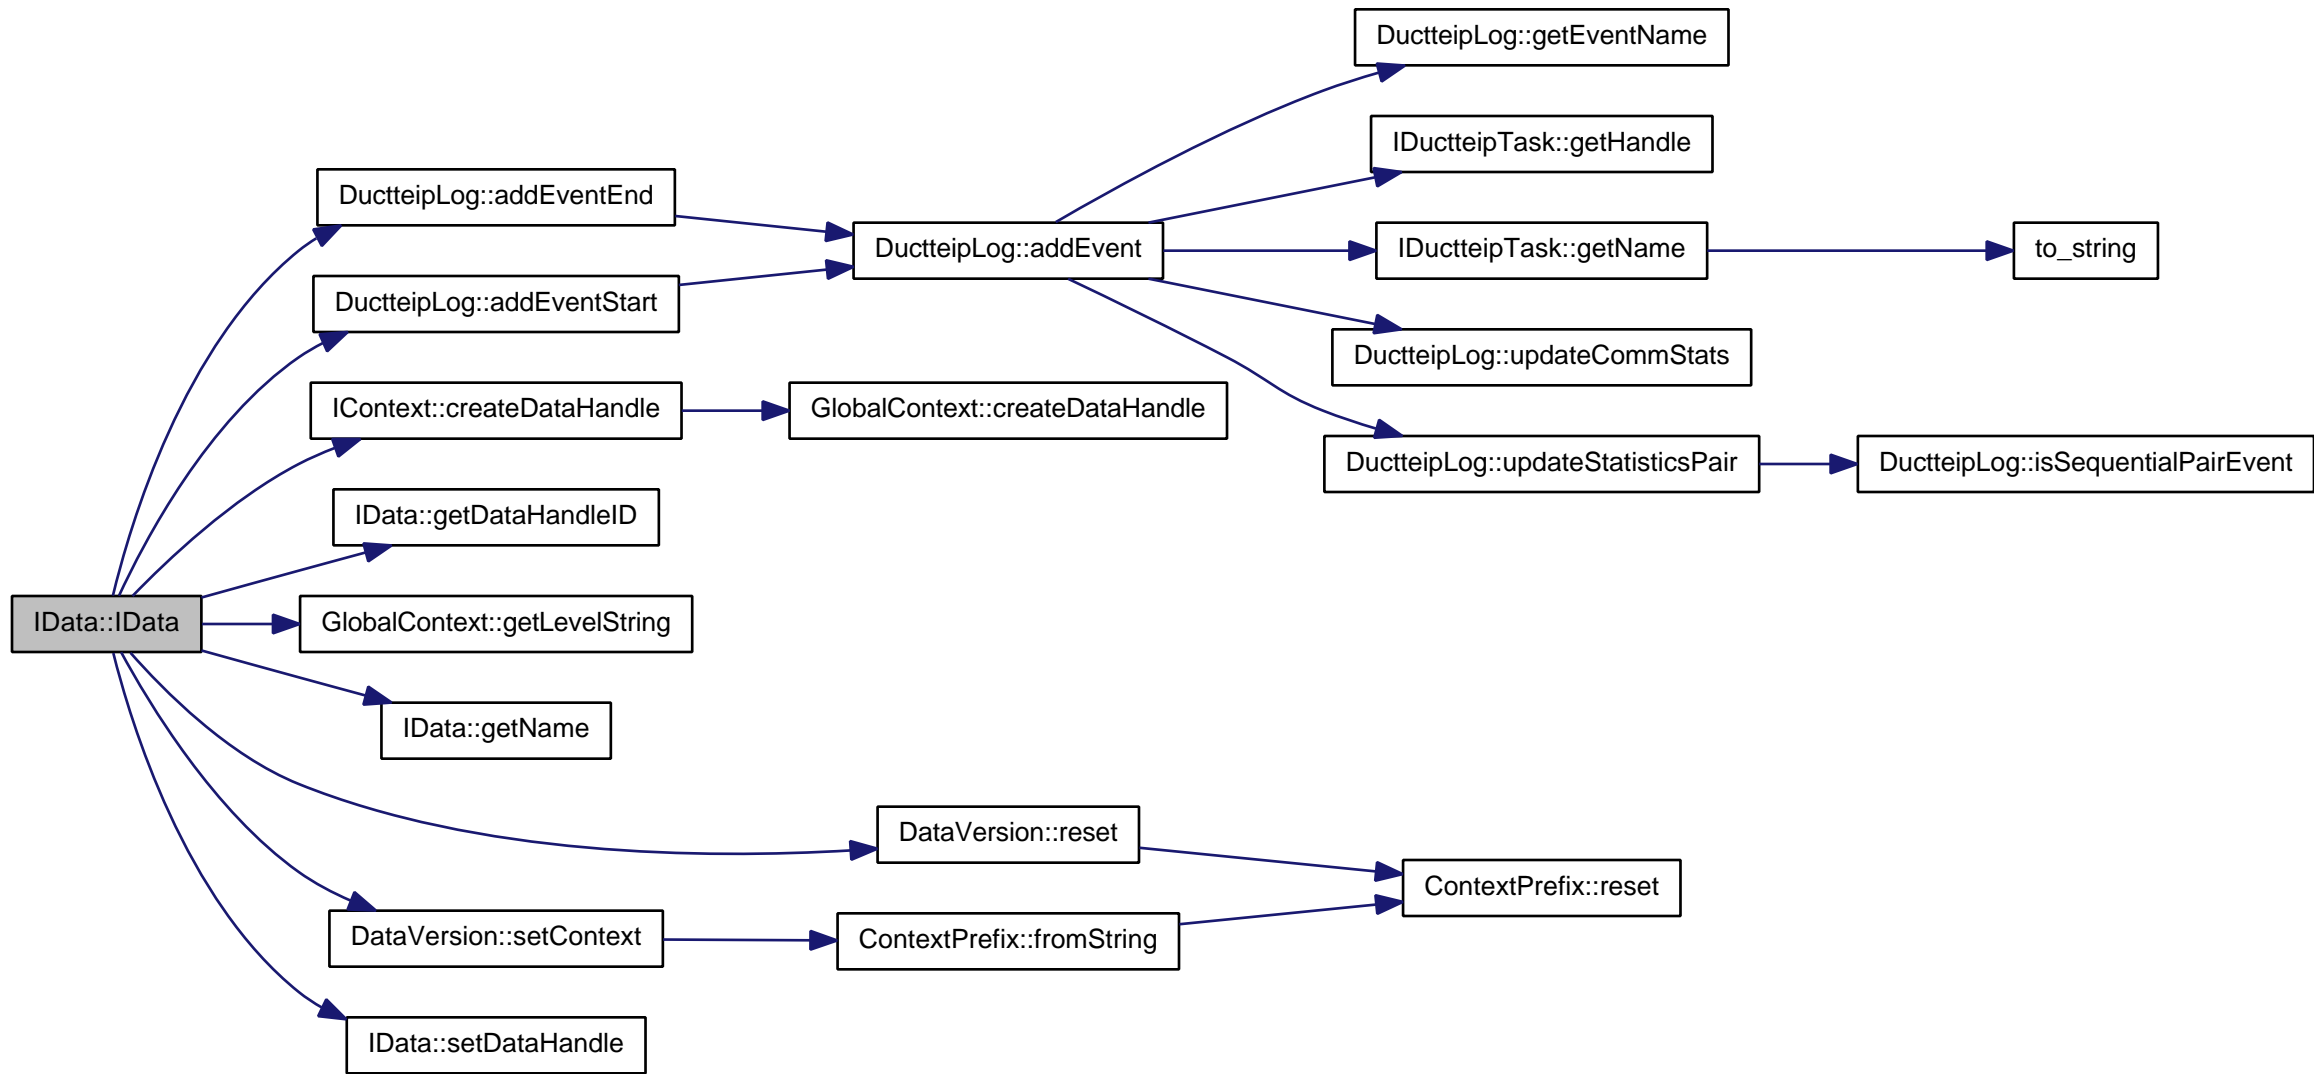 DuctteipLog::getEventName
IDuctteipTask::getHandle
DuctteipLog::addEventEnd
DuctteipLog::addEvent
IDuctteipTask::getName
to_string
DuctteipLog::addEventStart
DuctteipLog::updateCommStats
IContext::createDataHandle
GlobalContext::createDataHandle
DuctteipLog::updateStatisticsPair
DuctteipLog::isSequentialPairEvent
IData::getDataHandleID
IData::IData
GlobalContext::getLevelString
IData::getName
DataVersion::reset
ContextPrefix::reset
DataVersion::setContext
ContextPrefix::fromString
IData::setDataHandle